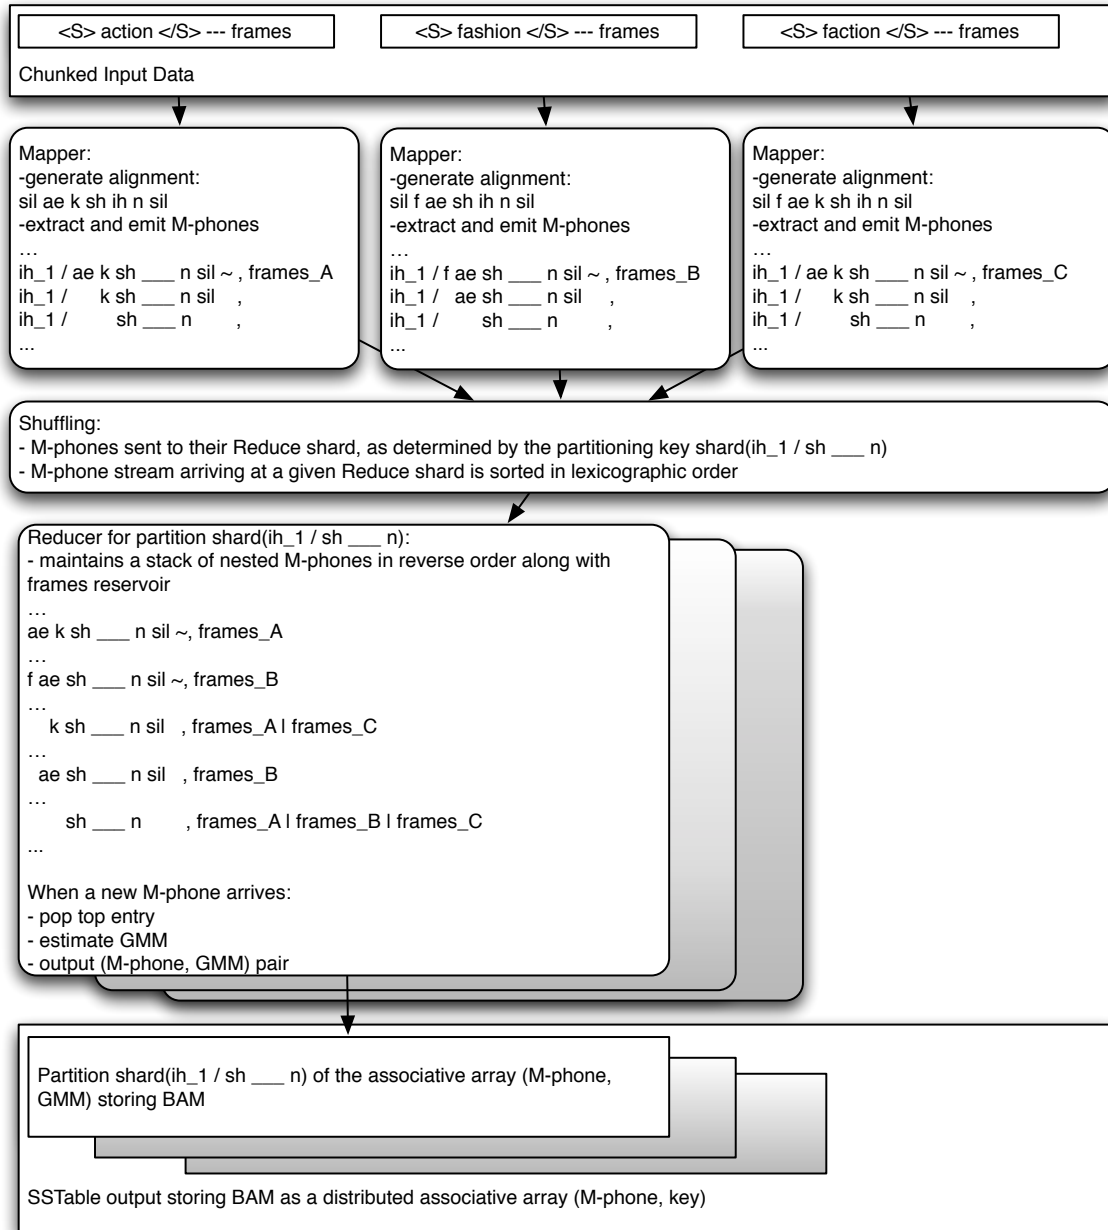 <S> action </S> --- frames
<S> fashion </S> --- frames
<S> faction </S> --- frames
Chunked Input Data
Mapper:
-generate alignment:
sil ae k sh ih n sil
-extract and emit M-phones
…
ih_1 / ae k sh ___ n sil ~ , frames_A
ih_1 / k sh ___ n sil ,
ih_1 / sh ___ n ,
...
Mapper:
-generate alignment:
sil f ae sh ih n sil
-extract and emit M-phones
…
ih_1 / f ae sh ___ n sil ~ , frames_B
ih_1 / ae sh ___ n sil ,
ih_1 / sh ___ n ,
...
Mapper:
-generate alignment:
sil f ae k sh ih n sil
-extract and emit M-phones
…
ih_1 / ae k sh ___ n sil ~ , frames_C
ih_1 / k sh ___ n sil ,
ih_1 / sh ___ n ,
...
Shuffling:
- M-phones sent to their Reduce shard, as determined by the partitioning key shard(ih_1 / sh ___ n)
- M-phone stream arriving at a given Reduce shard is sorted in lexicographic order
Reducer for partition shard(ih_1 / sh ___ n):
- maintains a stack of nested M-phones in reverse order along with
frames reservoir
…
ae k sh ___ n sil ~, frames_A
…
f ae sh ___ n sil ~, frames_B
…
k sh ___ n sil , frames_A | frames_C
…
ae sh ___ n sil , frames_B
…
sh ___ n , frames_A | frames_B | frames_C
...
When a new M-phone arrives:
- pop top entry
- estimate GMM
- output (M-phone, GMM) pair
Partition shard(ih_1 / sh ___ n) of the associative array (M-phone,
GMM) storing BAM
SSTable output storing BAM as a distributed associative array (M-phone, key)